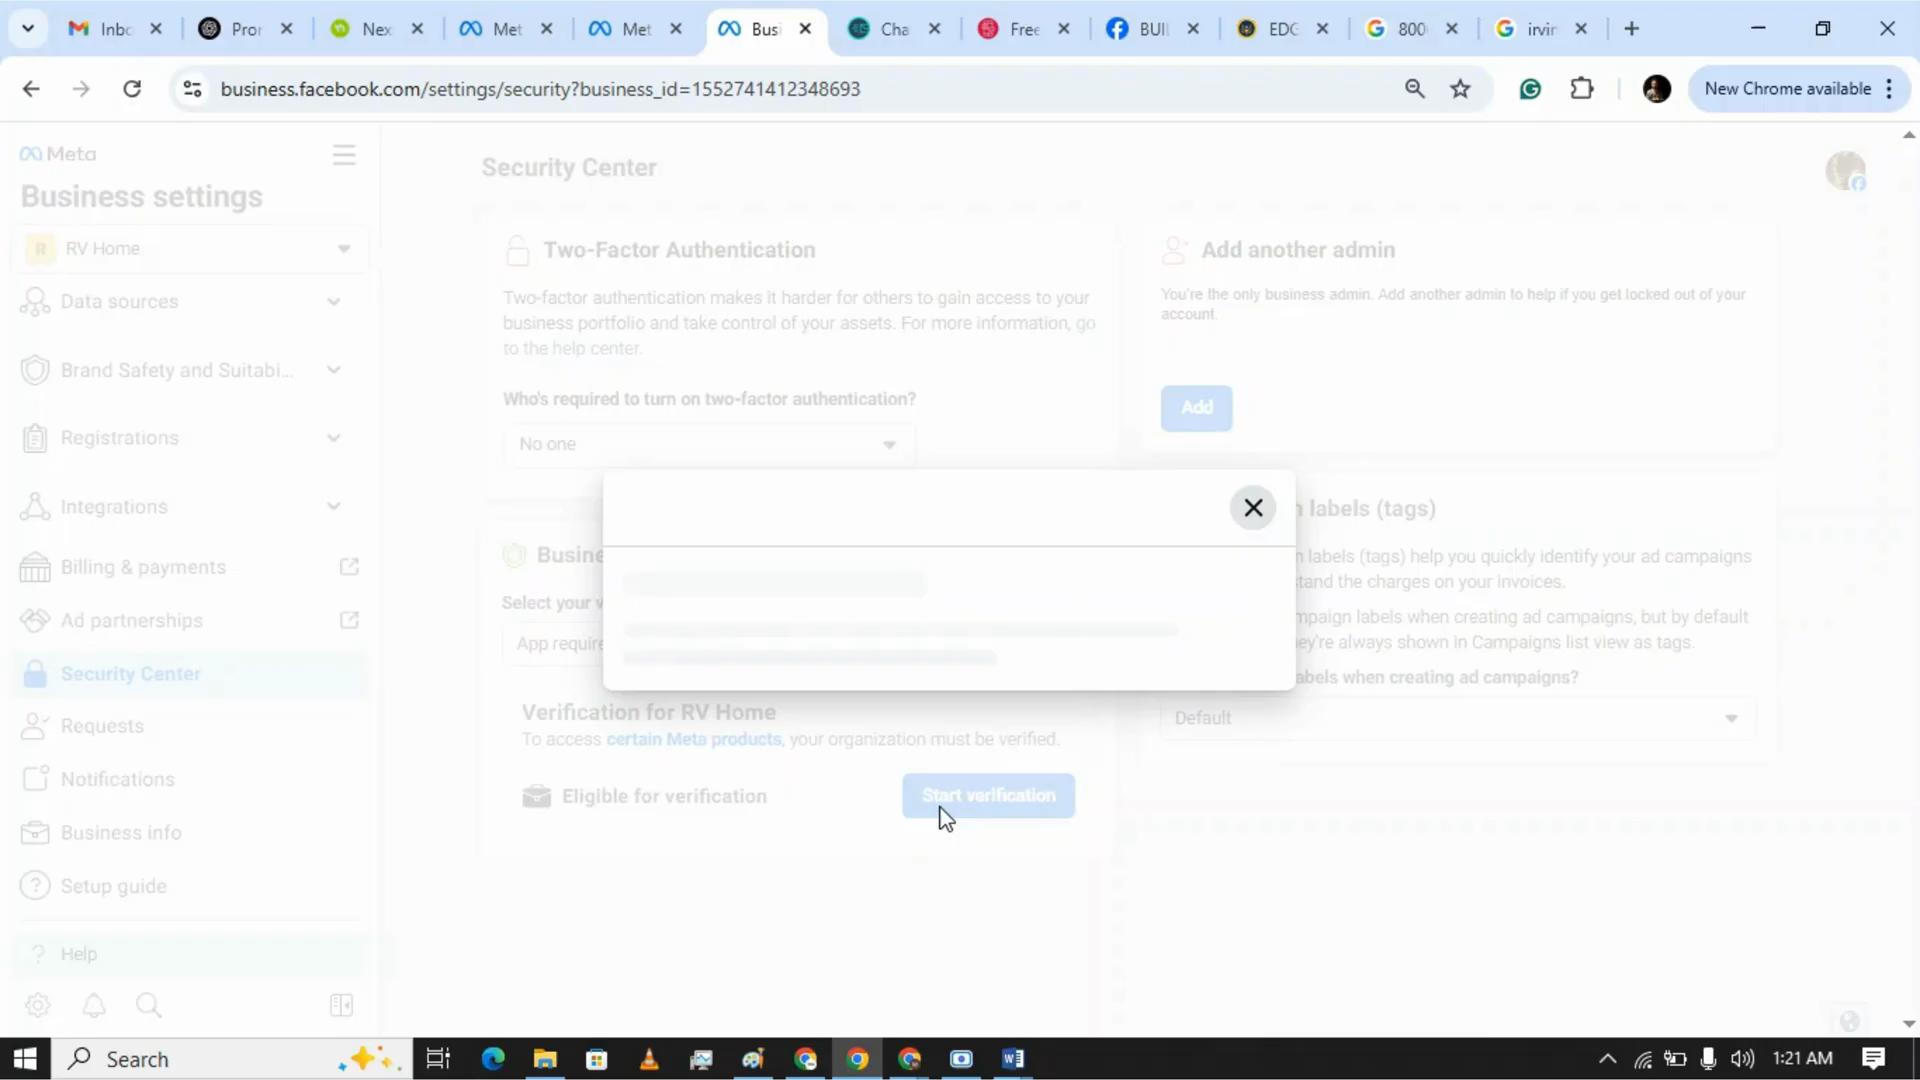 Inbo
Pror
Nex
Met
Met
Busi
Cha
Free
BUIL
EDG
800
irvin
business.facebook.com/settings/security?business_id=1552741412348693
New Chrome available
Meta
Business settings
R RV Home
Data sources
Brand Safety and Suitabi...
Registrations
Integrations
Billing & payments
Ad partnerships
Security Center
Requests
Notifications
Business info
Setup guide
Help
Security Center
Two-Factor Authentication
Two-factor authentication makes it harder for others to gain access to your
business portfolio and take control of your assets. For more information, go
to the help center.
Who's required to turn on two-factor authentication?
No one
Busine
Select your v
App require
Verification for RV Home
To access certain Meta products, your organization must be verified.
Eligible for verification
Start verification
Add another admin
You're the only business admin. Add another admin to help if you get locked out of your
account.
Add
n labels (tags)
n labels (tags) help you quickly identify your ad campaigns
tand the charges on your invoices.
mpaign labels when creating ad campaigns, but by default
ey're always shown in Campaigns list view as tags.
abels when creating ad campaigns?
Default
Search
1:21 AM